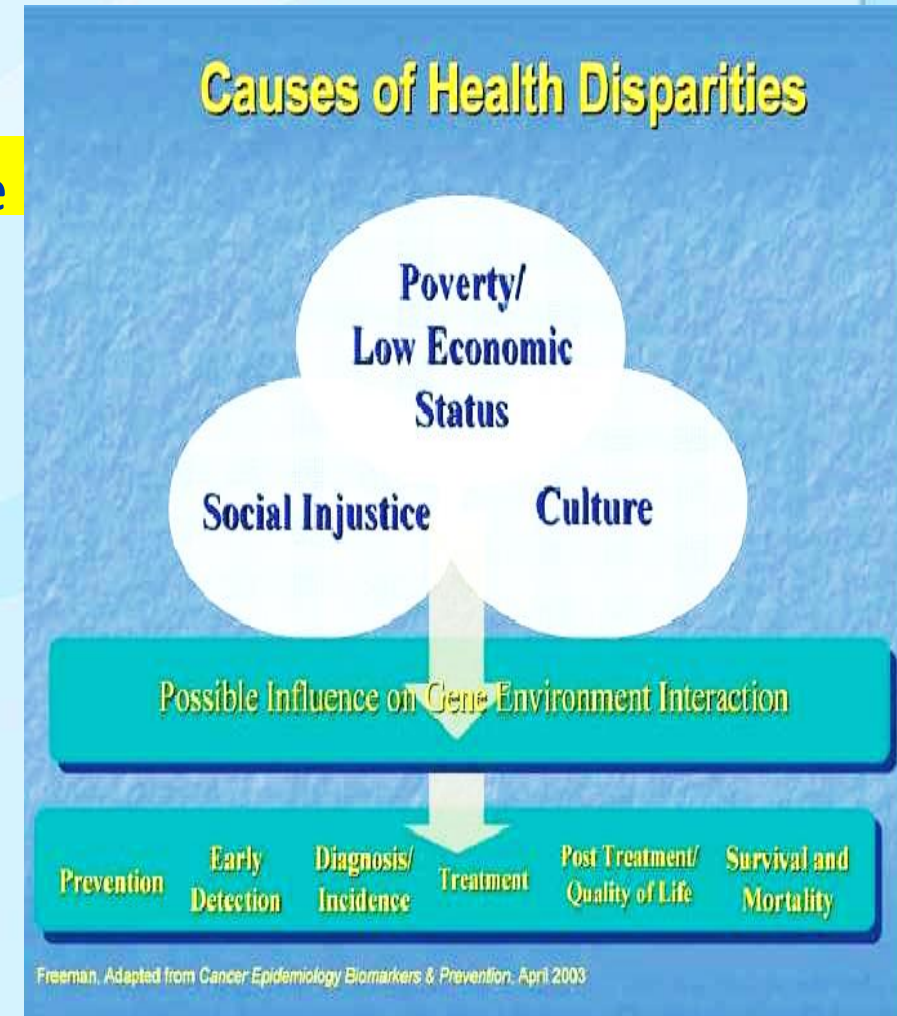 Causes of Health Disparities
e
Poverty/
Low Economic
Status
Social Injustice
Culture
Possible Influence on Gene Environment Interaction
Prevention
Early
Detection
Diagnosis/
Incidence
Treatment
Post Treatment/
Quality of Life
Survival and
Mortality
Freeman, Adapted from Cancer Epidemiology Biomarkers & Prevention, April 2003